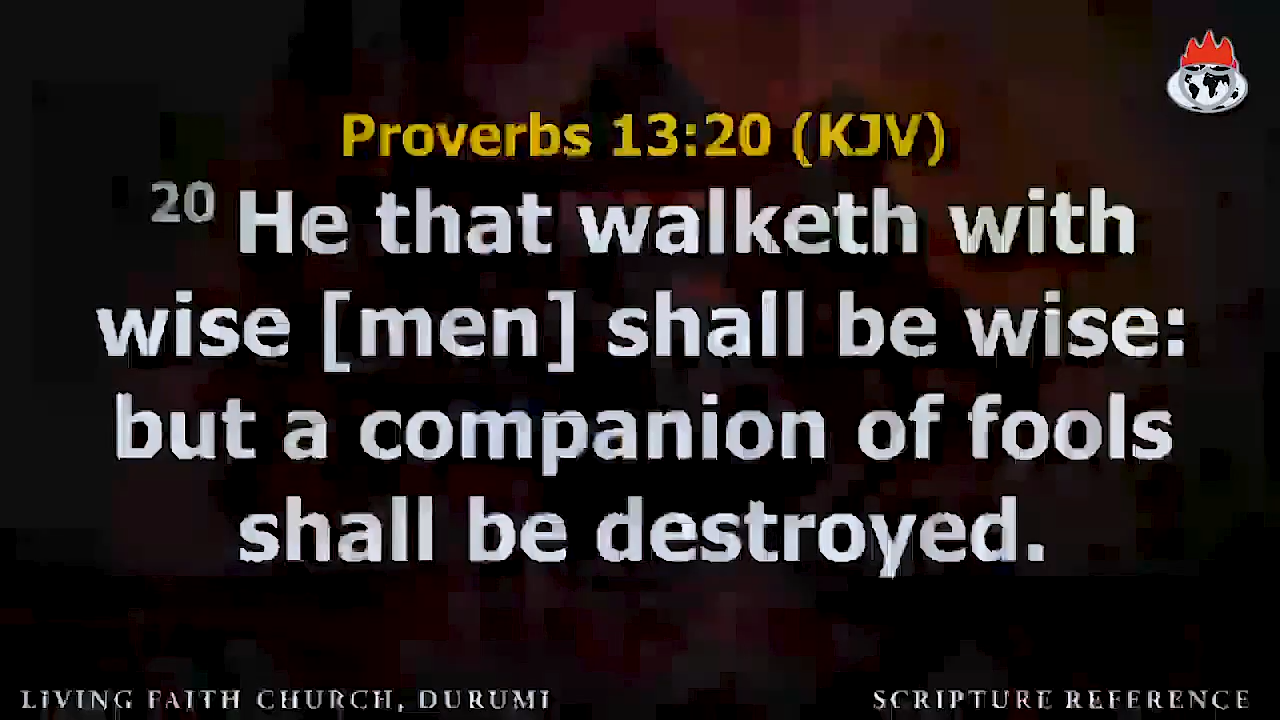 Proverbs 13:20 (KJV)
20 He that walketh with
wise [men] shall be wise:
but a companion of fools
shall be destroyed.
LIVING FAITH CHURCH, DURUMI
SCRIPTURE REFERENCE